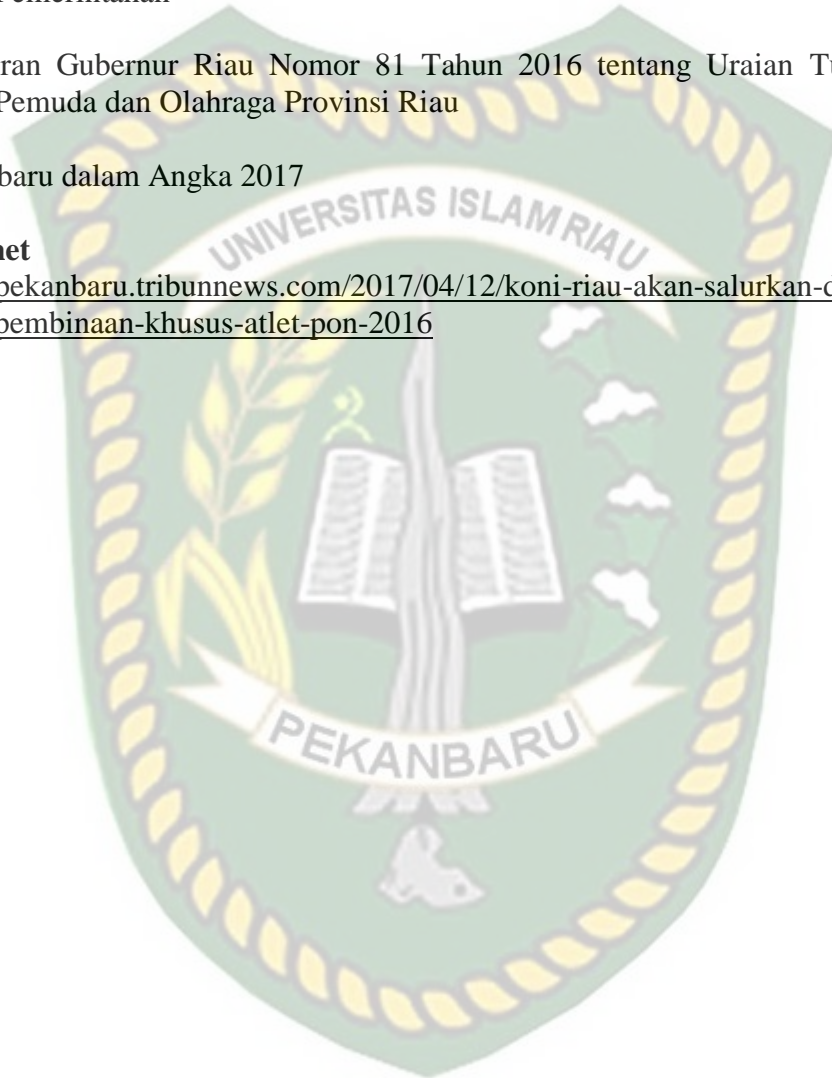 ran Gubernur Riau Nomor 81 Tahun 2016 tentang Uraian Tu
Pemuda dan Olahraga Provinsi Riau
baru dalam Angka 2017
net
pekanbaru.tribunnews.com/2017/04/12/koni-riau-akan-salurkan-d
pembinaan-khusus-atlet-pon-2016
UNIVERSITAS ISLAM RIAU
PEKANBARU